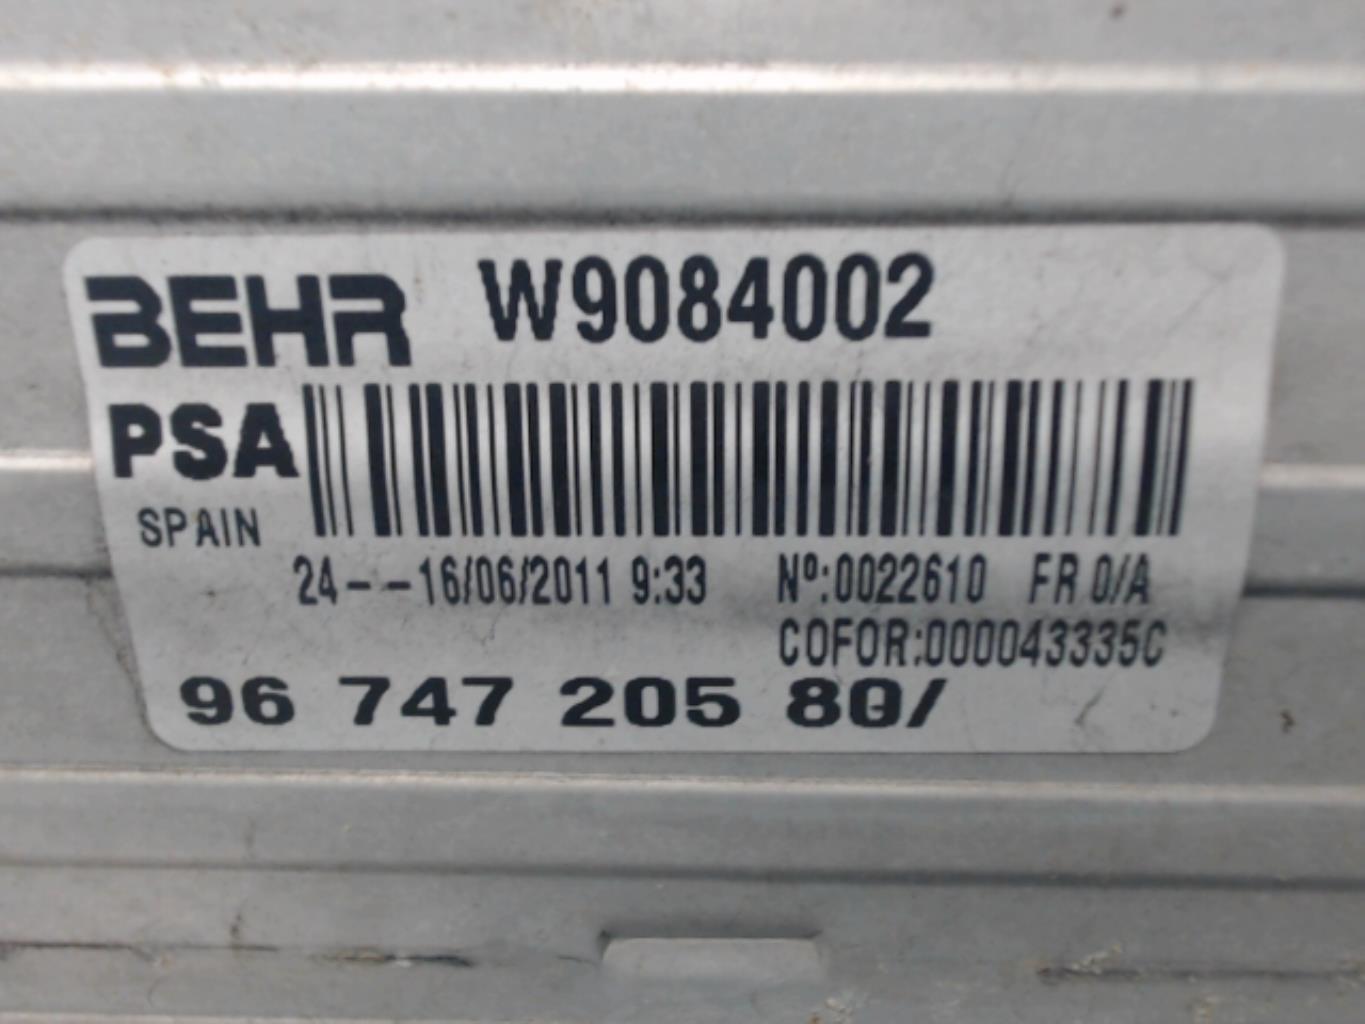 BEHR W9084002
PSA
SPAIN
24---16/06/2011 9:33 Nº:0022610 FR 0/A
COFOR:000043335C
96 747 205 80/